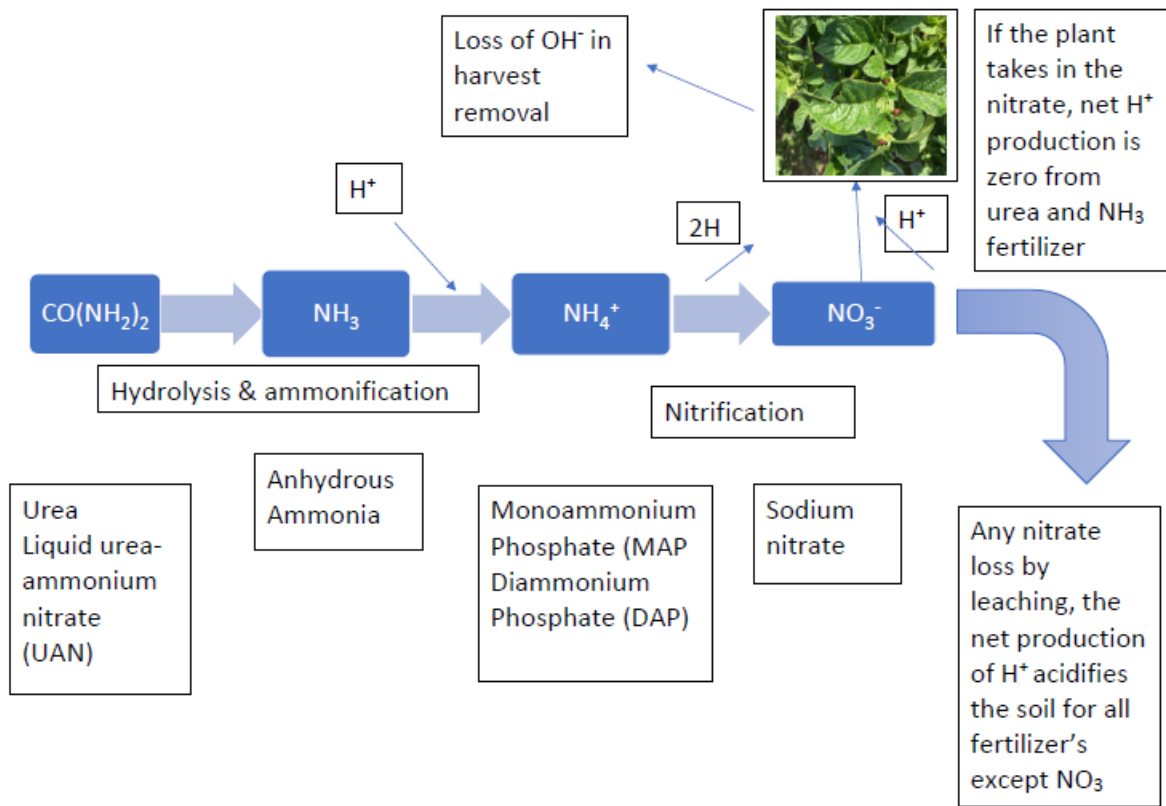 Loss of OH⁻ in
harvest
removal
If the plant
takes in the
nitrate, net H⁺
production is
zero from
urea and NH₃
fertilizer
H⁺
2H
H⁺
CO(NH₂)₂
NH₃
NH₄⁺
NO₃⁻
Hydrolysis & ammonification
Nitrification
Urea
Liquid urea-
ammonium
nitrate
(UAN)
Anhydrous
Ammonia
Monoammonium
Phosphate (MAP
Diammonium
Phosphate (DAP)
Sodium
nitrate
Any nitrate
loss by
leaching, the
net production
of H⁺ acidifies
the soil for all
fertilizer’s
except NO₃